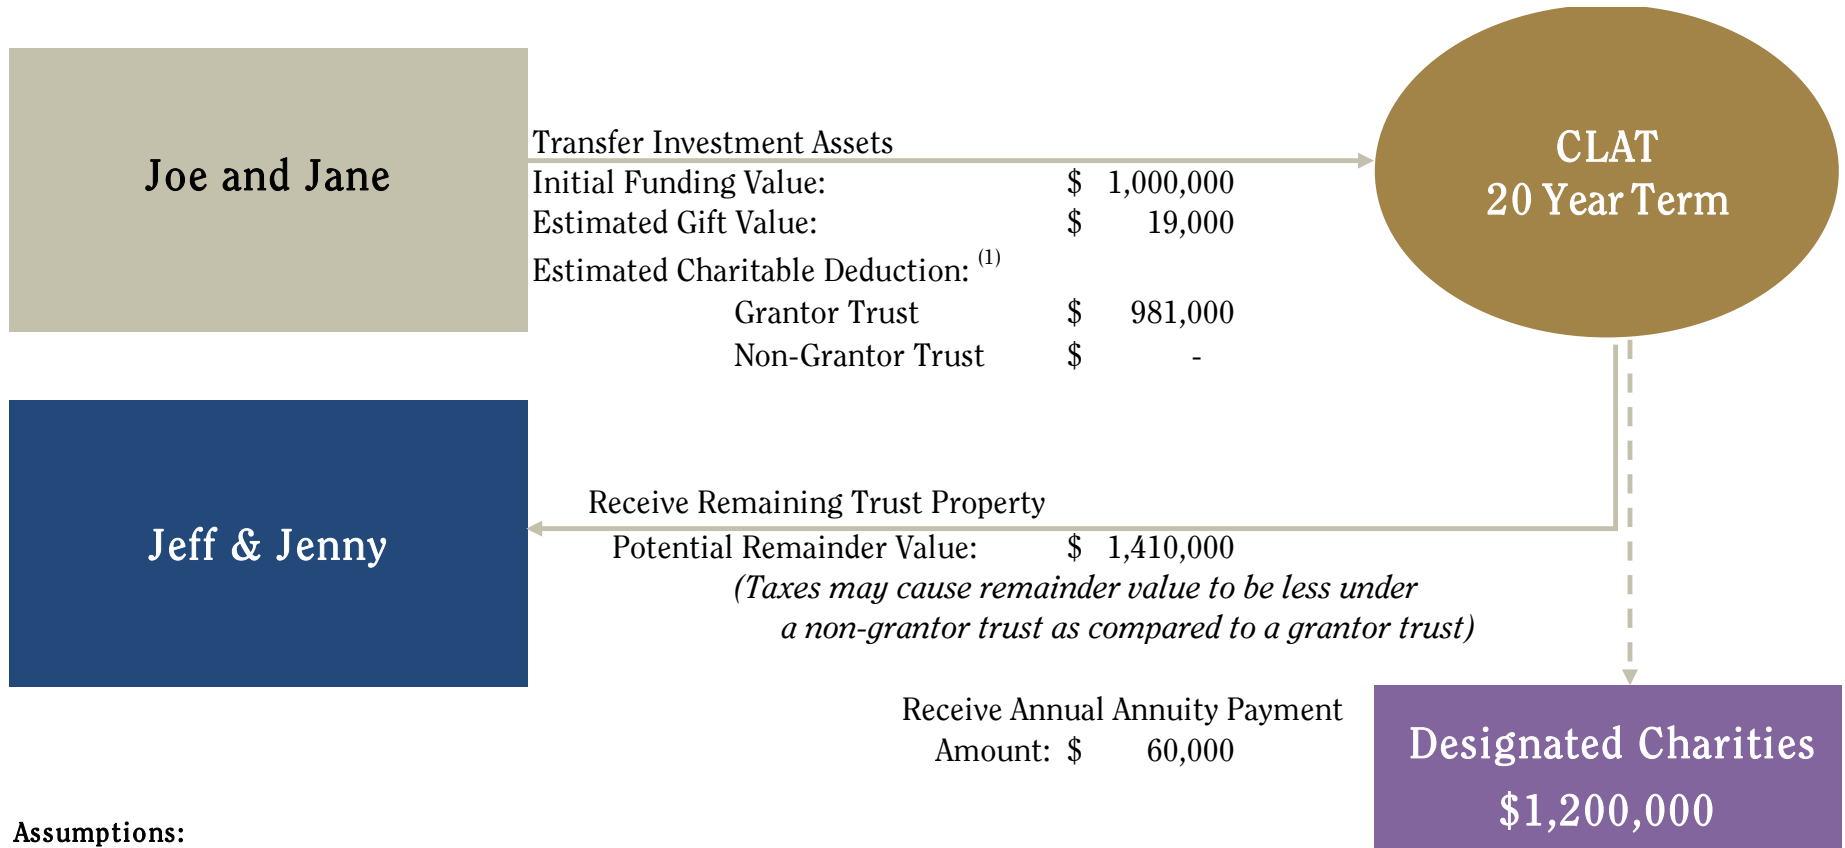 Joe and Jane
Transfer Investment Assets
Initial Funding Value: $ 1,000,000
Estimated Gift Value: $ 19,000
Estimated Charitable Deduction: (1)
Grantor Trust $ 981,000
Non-Grantor Trust $ -
CLAT
20 Year Term
Jeff & Jenny
Receive Remaining Trust Property
Potential Remainder Value: $ 1,410,000
(Taxes may cause remainder value to be less under
a non-grantor trust as compared to a grantor trust)
Receive Annual Annuity Payment
Amount: $ 60,000
Designated Charities
$1,200,000
Assumptions: